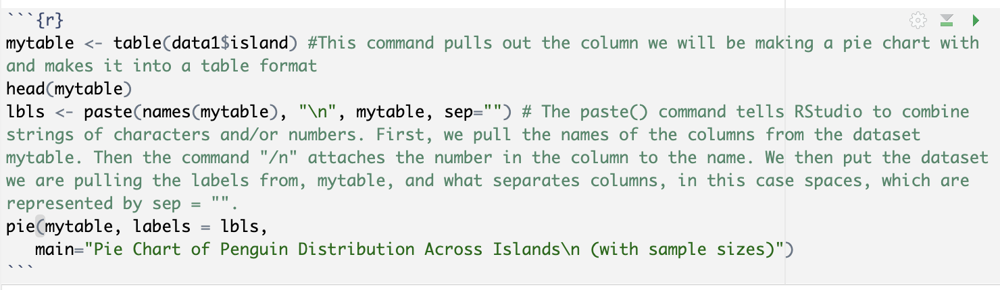 ```{r}
mytable <- table(data1$island) #This command pulls out the column we will be making a pie chart with
and makes it into a table format
head(mytable)
lbls <- paste(names(mytable), "\n", mytable, sep="") # The paste() command tells RStudio to combine
strings of characters and/or numbers. First, we pull the names of the columns from the dataset
mytable. Then the command "/n" attaches the number in the column to the name. We then put the dataset
we are pulling the labels from, mytable, and what separates columns, in this case spaces, which are
represented by sep = "".
pie(mytable, labels = lbls,
   main="Pie Chart of Penguin Distribution Across Islands\n (with sample sizes)")
```